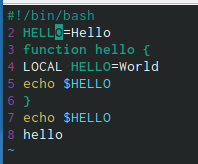 #!/bin/bash
2 HELLO=Hello
3 function hello {
4 LOCAL HELLO=World
5 echo $HELLO
6 }
7 echo $HELLO
8 hello
~